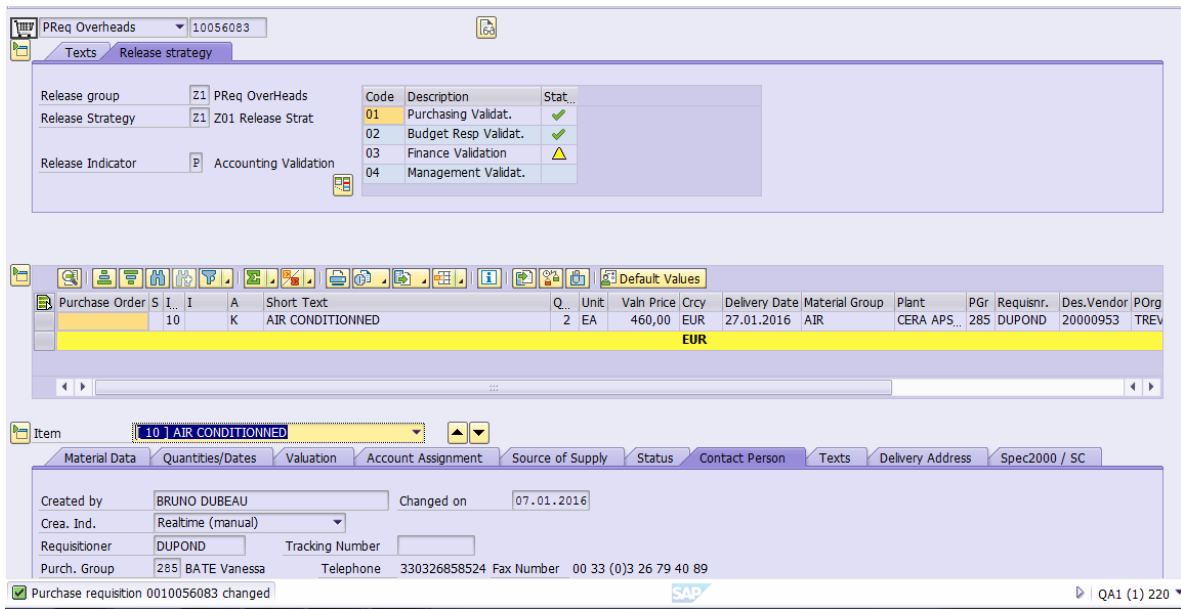 PReq Overheads 10056083
Texts Release strategy
Release group Z1 PReq OverHeads Code Description Stat...
Release Strategy Z1 Z01 Release Strat 01 Purchasing Validat.
02 Budget Resp Validat.
Release Indicator P Accounting Validation 03 Finance Validation
04 Management Validat.
Default Values
Purchase Order S I... I A Short Text Q... Unit Valn Price Crcy Delivery Date Material Group Plant PGr Requisnr. Des.Vendor POrg
10 K AIR CONDITIONNED 2 EA 460,00 EUR 27.01.2016 AIR CERA APS... 285 DUPOND 20000953 TREV
EUR
Item [ 10 ] AIR CONDITIONNED
Material Data Quantities/Dates Valuation Account Assignment Source of Supply Status Contact Person Texts Delivery Address Spec2000 / SC
Created by BRUNO DUBEAU Changed on 07.01.2016
Crea. Ind. Realtime (manual)
Requisitioner DUPOND Tracking Number
Purch. Group 285 BATE Vanessa Telephone 330326858524 Fax Number 00 33 (0)3 26 79 40 89
Purchase requisition 0010056083 changed SAP QA1 (1) 220